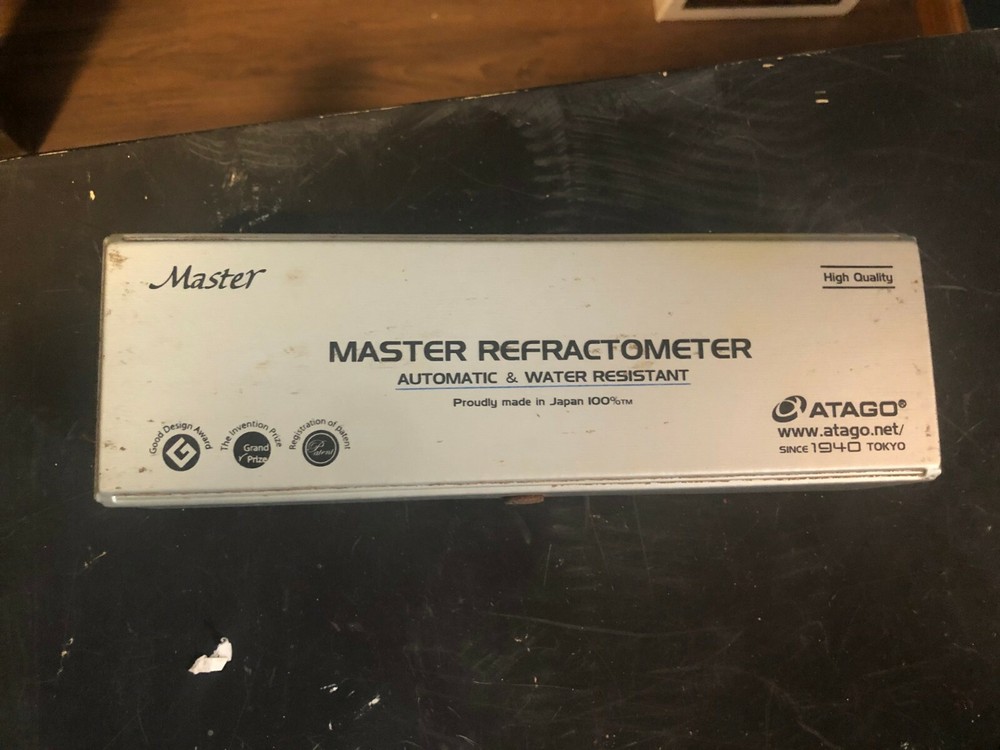 Master
High Quality
MASTER REFRACTOMETER
AUTOMATIC & WATER RESISTANT
Proudly made in Japan 100%™
Good Design Award
The Invention Prize
Grand Prize
Registration of patent
Patent
ATAGO®
www.atago.net/
SINCE 1940 TOKYO